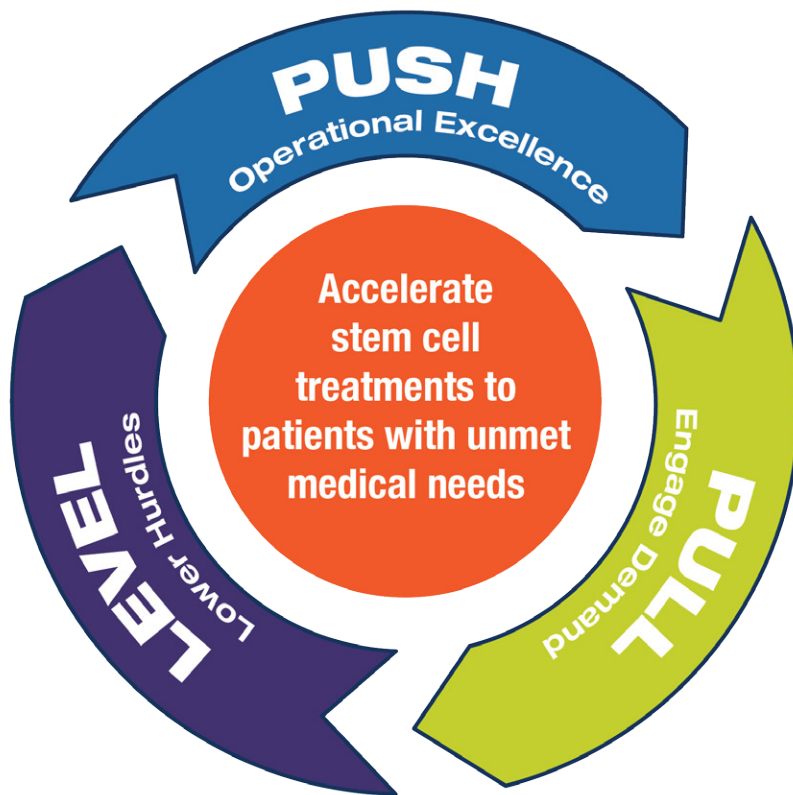 PUSH
Operational Excellence
Accelerate
stem cell
treatments to
patients with unmet
medical needs
PULL
Engage Demand
LEVEL
Lower Hurdles